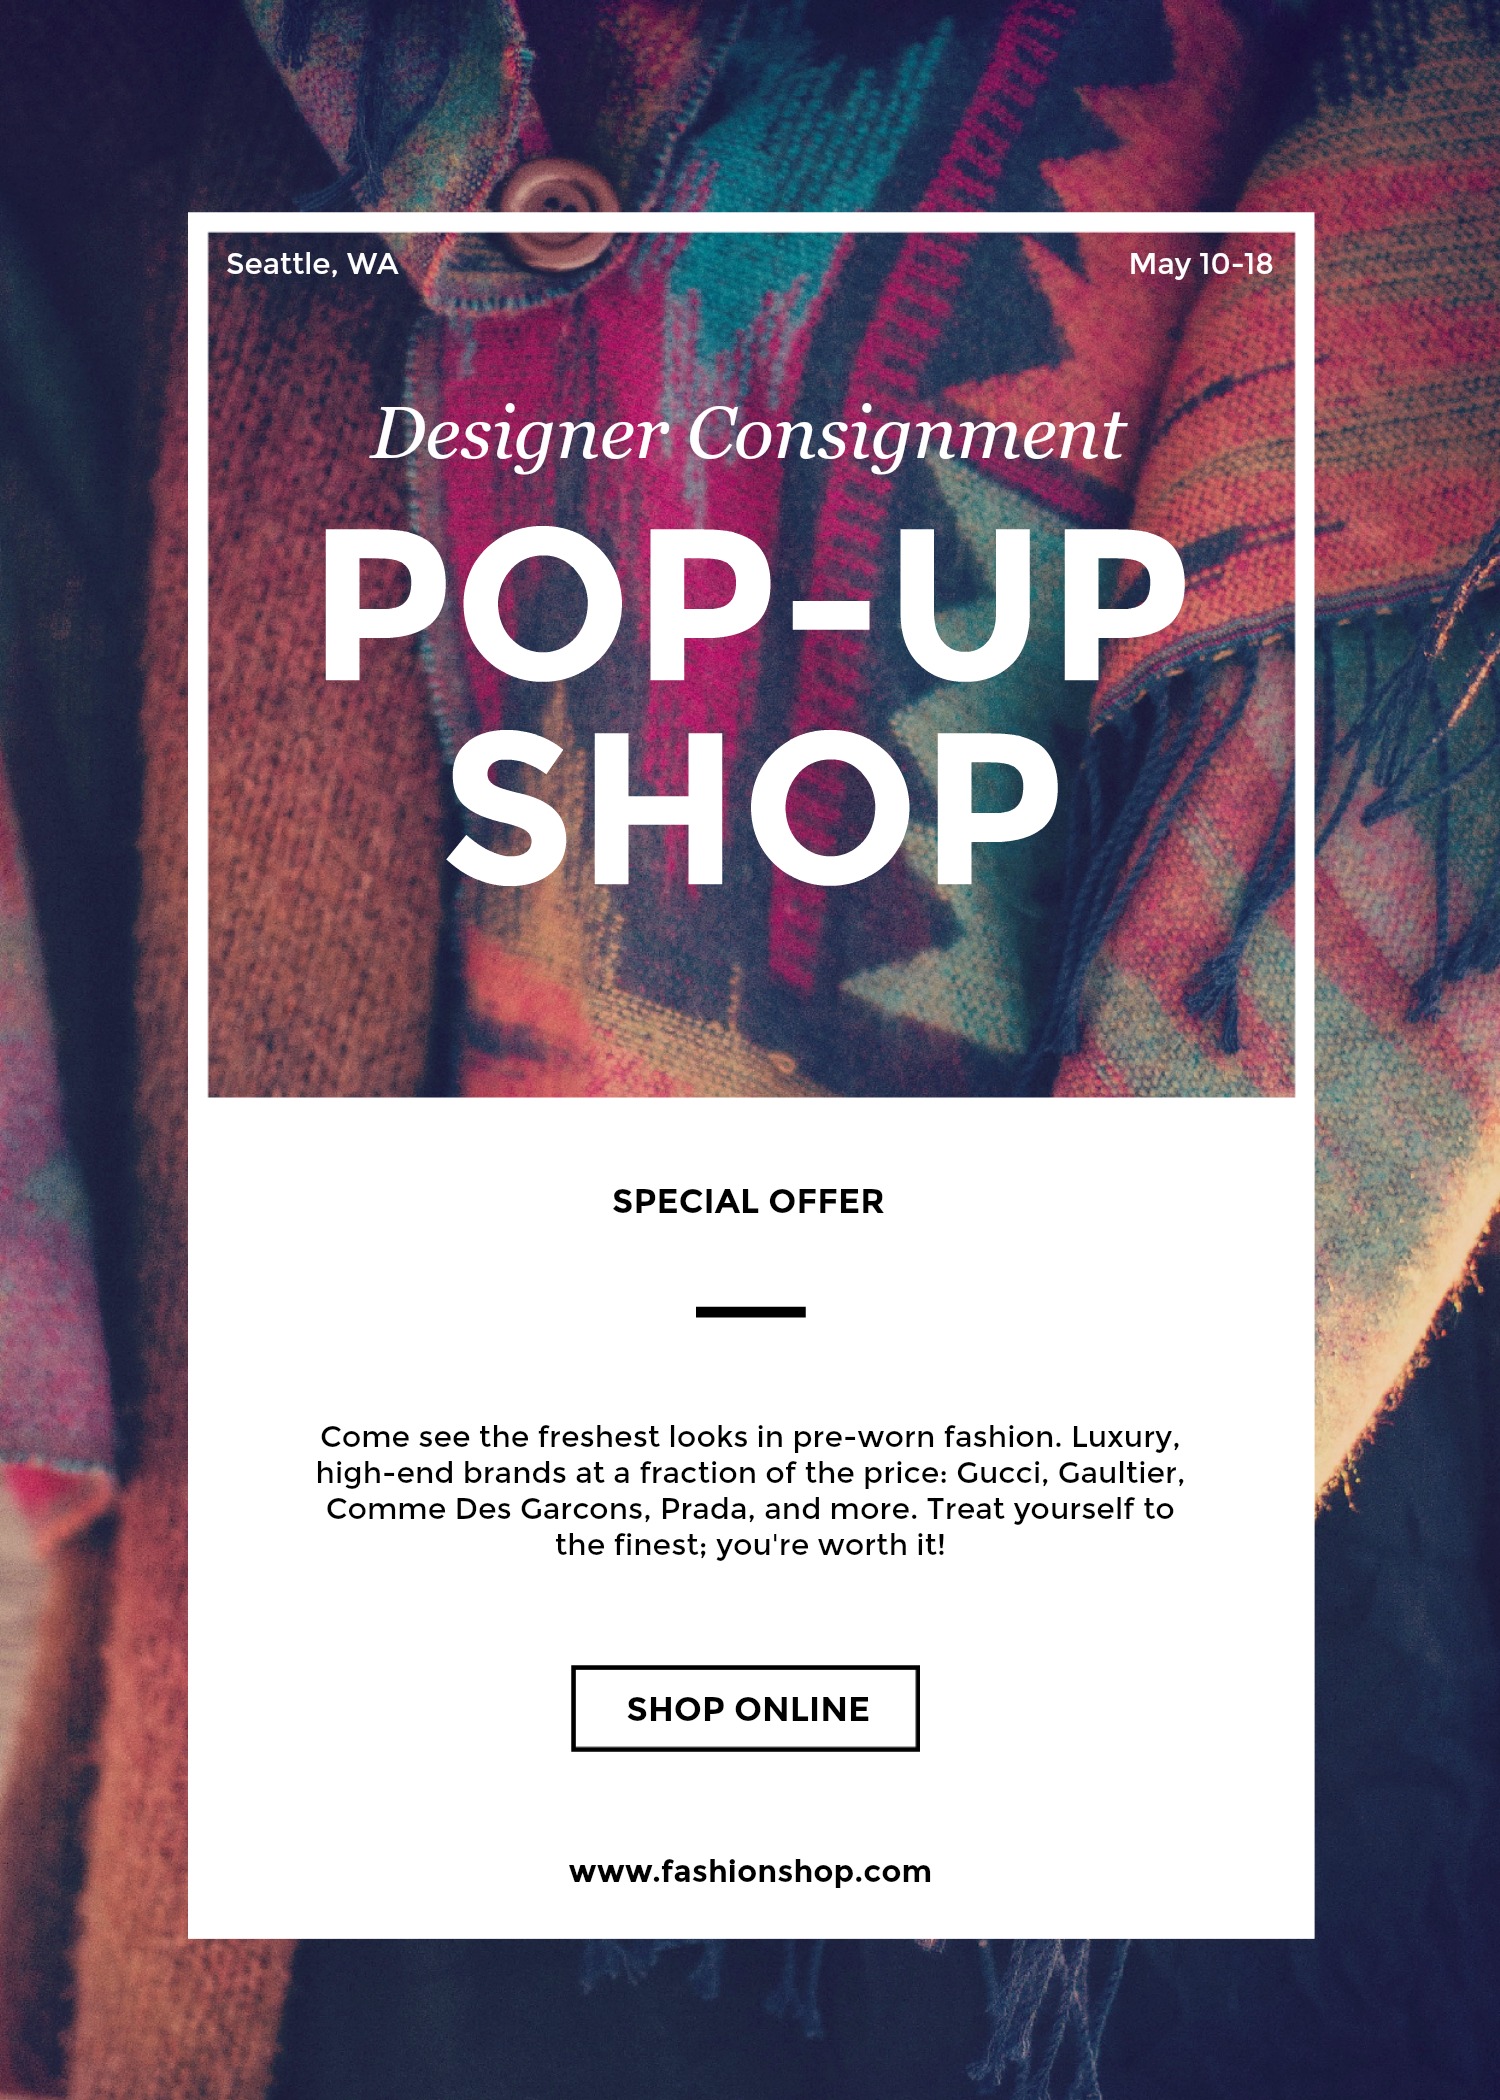 Seattle, WA
May 10-18
Designer Consignment
POP-UP
SHOP
SPECIAL OFFER
Come see the freshest looks in pre-worn fashion. Luxury,
high-end brands at a fraction of the price: Gucci, Gaultier,
Comme Des Garcons, Prada, and more. Treat yourself to
the finest; you're worth it!
SHOP ONLINE
www.fashionshop.com